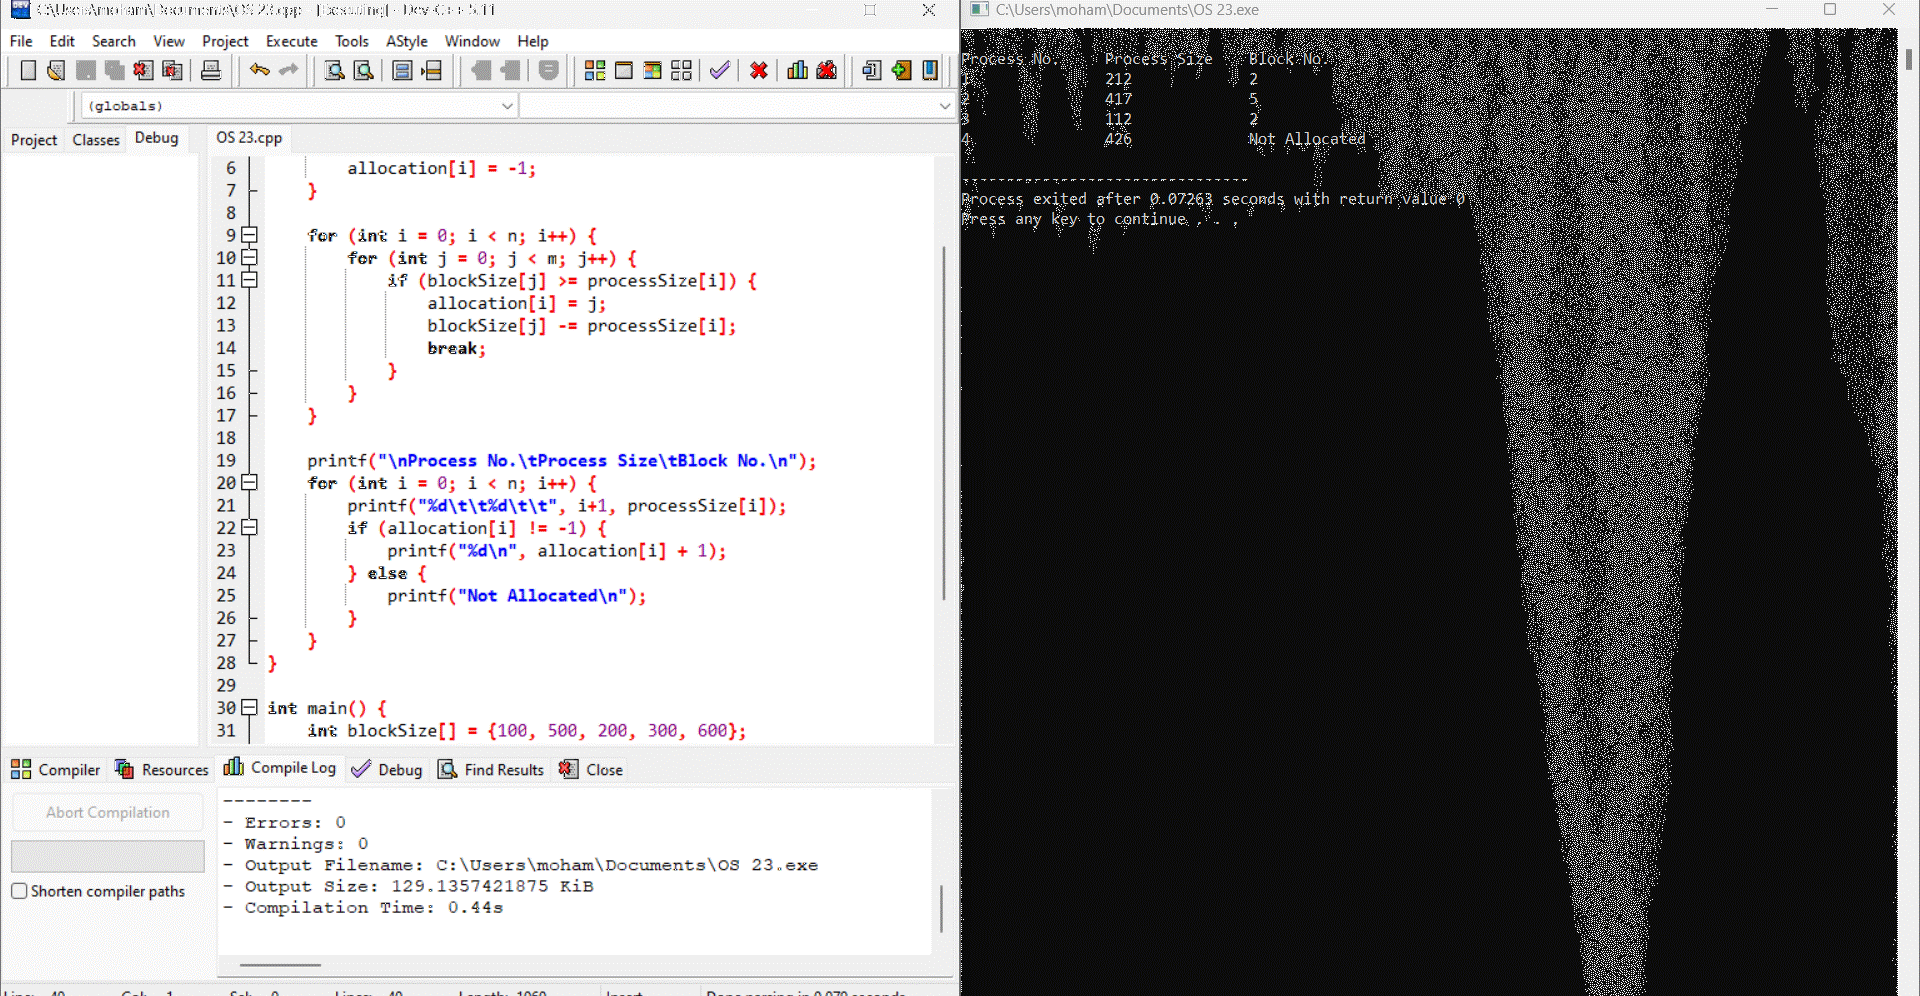 C:\Users\moham\Documents\OS 23.cpp - [Executing] - Dev-C++ 5.11
File Edit Search View Project Execute Tools AStyle Window Help
(globals)
Project Classes Debug
OS 23.cpp
6 allocation[i] = -1;
7 }
8
9 for (int i = 0; i < n; i++) {
10 for (int j = 0; j < m; j++) {
11 if (blockSize[j] >= processSize[i]) {
12 allocation[i] = j;
13 blockSize[j] -= processSize[i];
14 break;
15 }
16 }
17 }
18
19 printf("\nProcess No.\tProcess Size\tBlock No.\n");
20 for (int i = 0; i < n; i++) {
21 printf("%d\t\t%d\t\t", i+1, processSize[i]);
22 if (allocation[i] != -1) {
23 printf("%d\n", allocation[i] + 1);
24 } else {
25 printf("Not Allocated\n");
26 }
27 }
28 }
29
30 int main() {
31 int blockSize[] = {100, 500, 200, 300, 600};
Compiler Resources Compile Log Debug Find Results Close
Abort Compilation
Shorten compiler paths
--------
- Errors: 0
- Warnings: 0
- Output Filename: C:\Users\moham\Documents\OS 23.exe
- Output Size: 129.1357421875 KiB
- Compilation Time: 0.44s
Line: 40 Col: 1 Sel: 0 Lines: 40 Length: 1060 Insert Done parsing in 0.079 seconds
C:\Users\moham\Documents\OS 23.exe
Process No. Process Size Block No.
1 212 2
2 417 5
3 112 2
4 426 Not Allocated
--------------------------------
Process exited after 0.07263 seconds with return value 0
Press any key to continue . . .